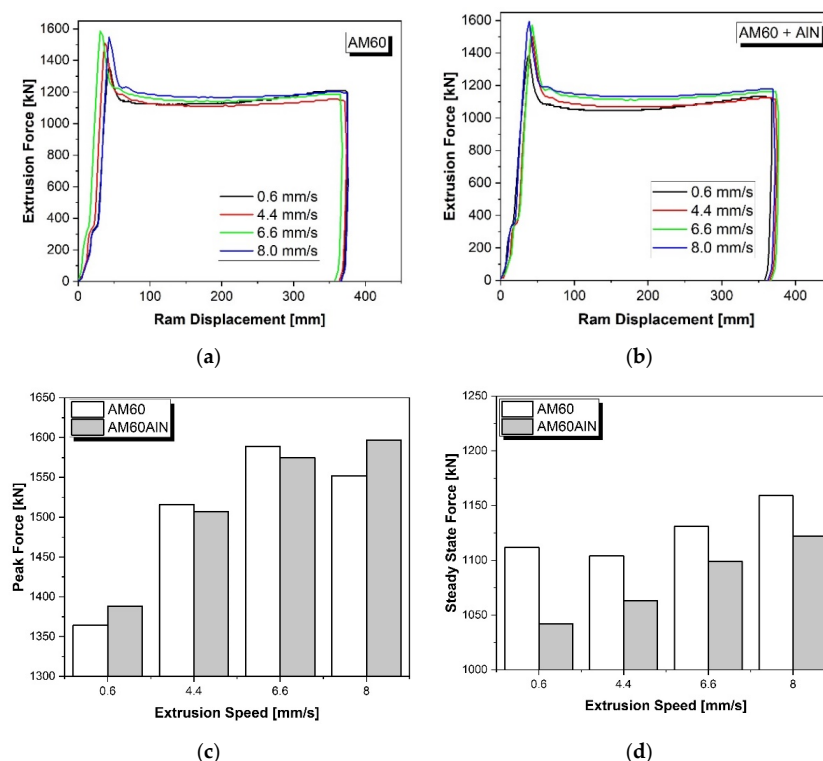 AM60
Extrusion Force [kN]
1600
1400
1200
1000
800
600
400
200
0
0.6 mm/s
4.4 mm/s
6.6 mm/s
8.0 mm/s
0 100 200 300 400
Ram Displacement [mm]
(a)
AM60 + AlN
Extrusion Force [kN]
1600
1400
1200
1000
800
600
400
200
0
0.6 mm/s
4.4 mm/s
6.6 mm/s
8.0 mm/s
0 100 200 300 400
Ram Displacement [mm]
(b)
AM60
AM60AlN
Peak Force [kN]
1650
1600
1550
1500
1450
1400
1350
1300
0.6 4.4 6.6 8
Extrusion Speed [mm/s]
(c)
AM60
AM60AlN
Steady State Force [kN]
1250
1200
1150
1100
1050
1000
0.6 4.4 6.6 8
Extrusion Speed [mm/s]
(d)